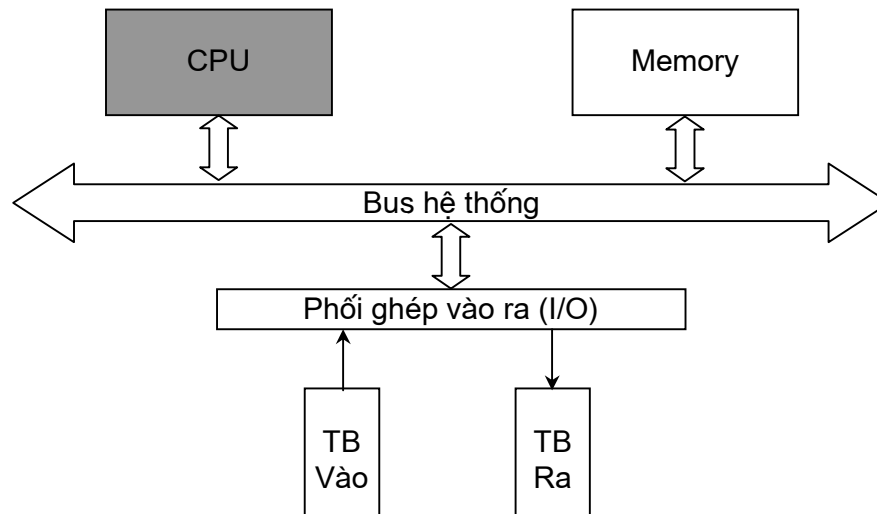 CPU
Memory
Bus hệ thống
Phối ghép vào ra (I/O)
TB
Vào
TB
Ra